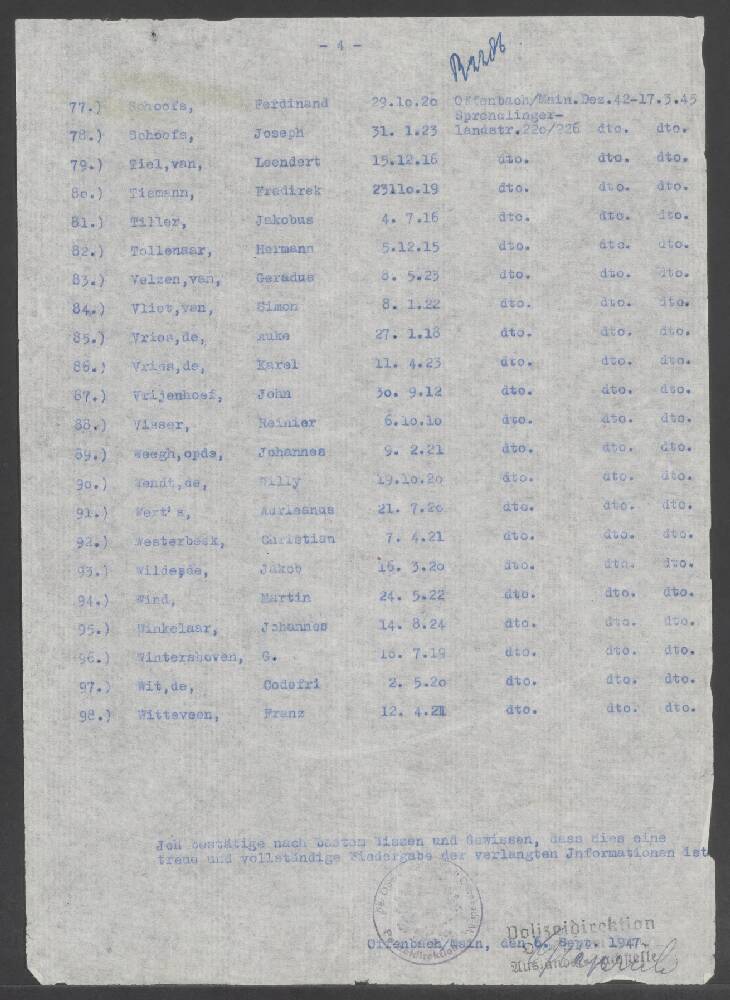 - 4 -
77.) Schoofs, Ferdinand 29.10.20 Offenbach/Main. Dez.42-17.3.45
Sprendlinger-
78.) Schoofs, Joseph 31. 1.23 landstr.220/226 dto. dto.
79.) Tiel,van, Leendert 15.12.16 dto. dto. dto.
80.) Tiemann, Fredirek 23110.19 dto. dto. dto.
81.) Tiller, Jakobus 4. 7.16 dto. dto. dto.
82.) Tollenaar, Hermann 5.12.15 dto. dto. dto.
83.) Velzen,van, Geradus 8. 5.23 dto. dto. dto.
84.) Vliet,van, Simon 8. 1.22 dto. dto. dto.
85.) Vries,de, 27. 1.18 dto. dto. dto.
86.) Vries,de, Karel 11. 4.23 dto. dto. dto.
87.) Vrijenhoef, John 30. 9.12 dto. dto. dto.
88.) Visser, Reinier 6.10.10 dto. dto. dto.
89.) Weegh,opde, Johannes 9. 2.21 dto. dto. dto.
90.) Wendt,de, Willy 19.10.20 dto. dto. dto.
91.) Wert's, Adrieanus 21. 7.20 dto. dto. dto.
92.) Westerbeek, Christian 7. 4.21 dto. dto. dto.
93.) Jakob 16. 3.20 dto. dto. dto.
94.) Wind, Martin 24. 5.22 dto. dto. dto.
95.) Winkelaar, Johannes 14. 8.24 dto. dto. dto.
96.) Wintershoven, G. 7.19 dto. dto. dto.
97.) Wit,de, Godefri 2. 5.20 dto. dto. dto.
98.) Witteveen, Franz 12. 4.21 dto. dto. dto.
Jch bestätige nach bestem Wissen und Gewissen, dass dies eine
treue und vollständige Wiedergabe der verlangten Jnformationen ist
Polizeidirektion
Offenbach/Main, den 6. Sept. 1947.